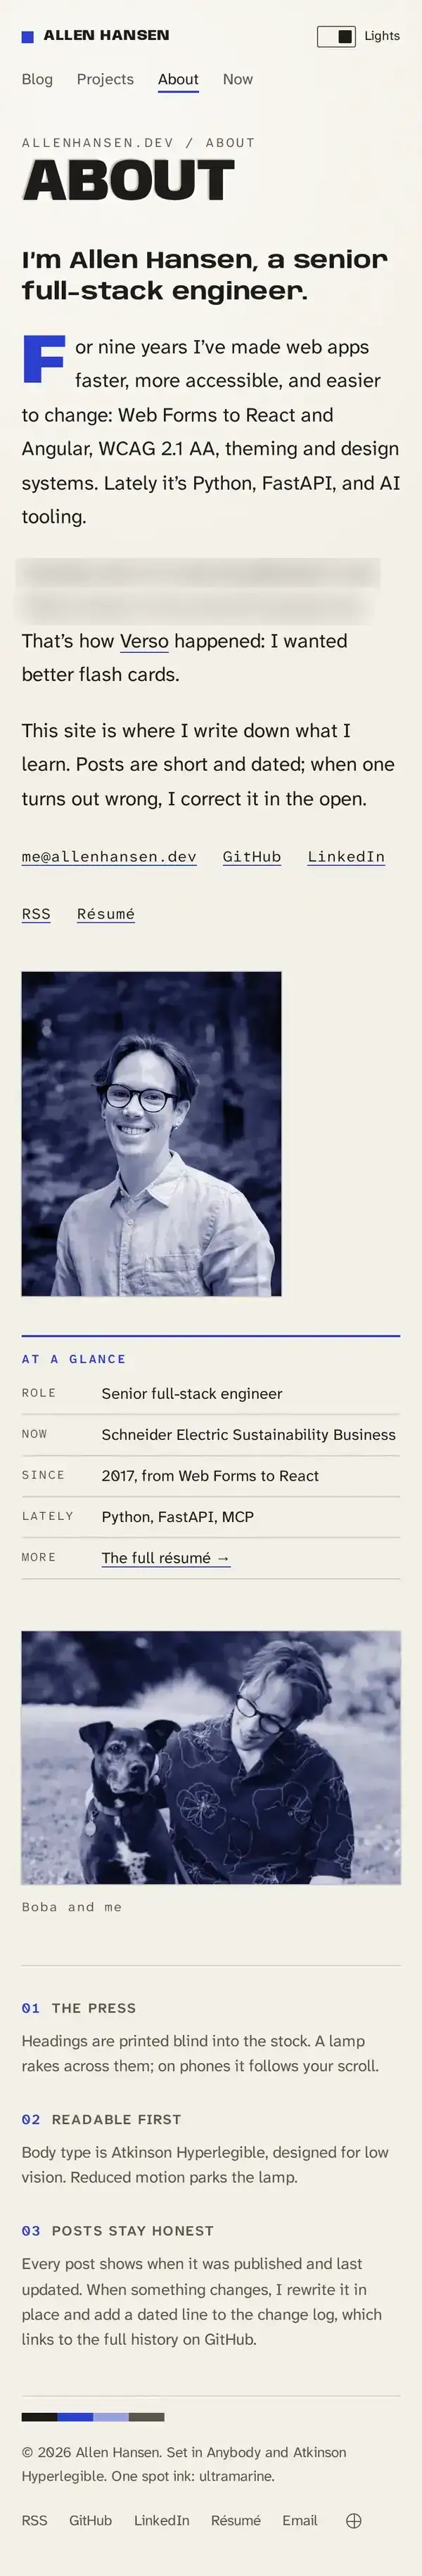 ALLEN HANSEN
Lights
Blog Projects About Now
ALLENHANSEN.DEV / ABOUT
ABOUT
I'm Allen Hansen, a senior
full-stack engineer.
For nine years I've made web apps
faster, more accessible, and easier
to change: Web Forms to React and
Angular, WCAG 2.1 AA, theming and design
systems. Lately it's Python, FastAPI, and AI
tooling.
That's how Verso happened: I wanted
better flash cards.
This site is where I write down what I
learn. Posts are short and dated; when one
turns out wrong, I correct it in the open.
me@allenhansen.dev GitHub LinkedIn
RSS Résumé
AT A GLANCE
ROLE Senior full-stack engineer
NOW Schneider Electric Sustainability Business
SINCE 2017, from Web Forms to React
LATELY Python, FastAPI, MCP
MORE The full résumé →
Boba and me
01 THE PRESS
Headings are printed blind into the stock. A lamp
rakes across them; on phones it follows your scroll.
02 READABLE FIRST
Body type is Atkinson Hyperlegible, designed for low
vision. Reduced motion parks the lamp.
03 POSTS STAY HONEST
Every post shows when it was published and last
updated. When something changes, I rewrite it in
place and add a dated line to the change log, which
links to the full history on GitHub.
© 2026 Allen Hansen. Set in Anybody and Atkinson
Hyperlegible. One spot ink: ultramarine.
RSS GitHub LinkedIn Résumé Email